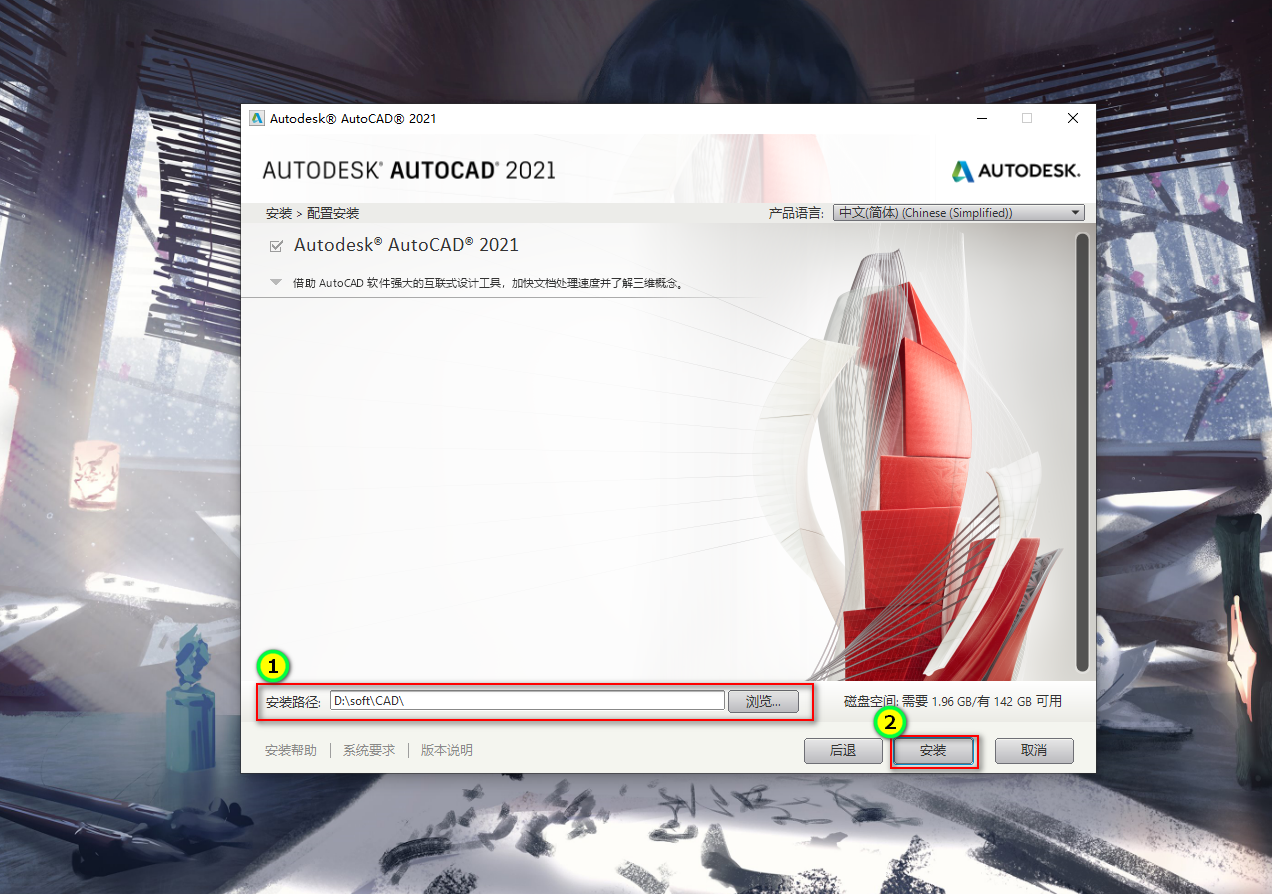 Autodesk® AutoCAD® 2021
AUTODESK® AUTOCAD® 2021
AUTODESK.
安装 > 配置安装
产品语言: 中文(简体) (Chinese (Simplified))
Autodesk® AutoCAD® 2021
借助 AutoCAD 软件强大的互联式设计工具，加快文档处理速度并了解三维概念。
1
安装路径: D:\soft\CAD\ 浏览...
磁盘空间: 需要 1.96 GB/有 142 GB 可用
2
安装帮助 | 系统要求 | 版本说明
后退 安装 取消